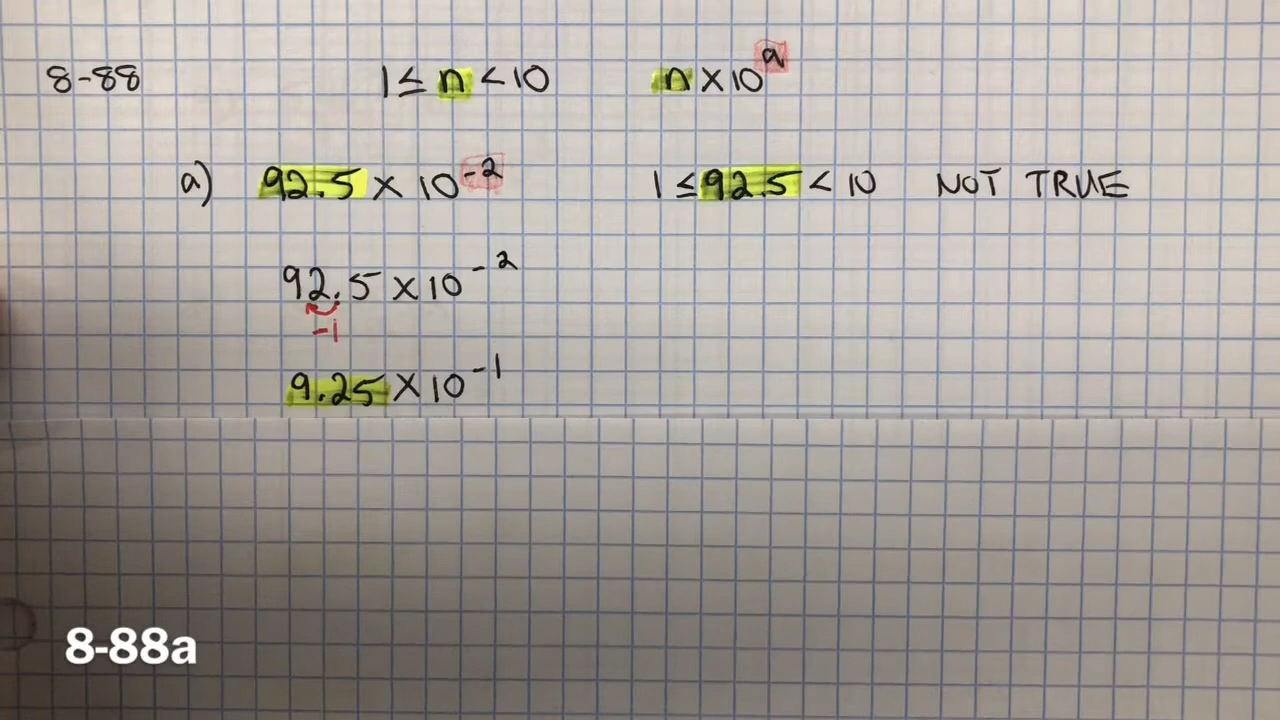 8-88 1 ≤ n < 10 n × 10^a
a) 92.5 × 10^-2 1 ≤ 92.5 < 10 NOT TRUE
92.5 × 10^-2
-1
9.25 × 10^-1
8-88a